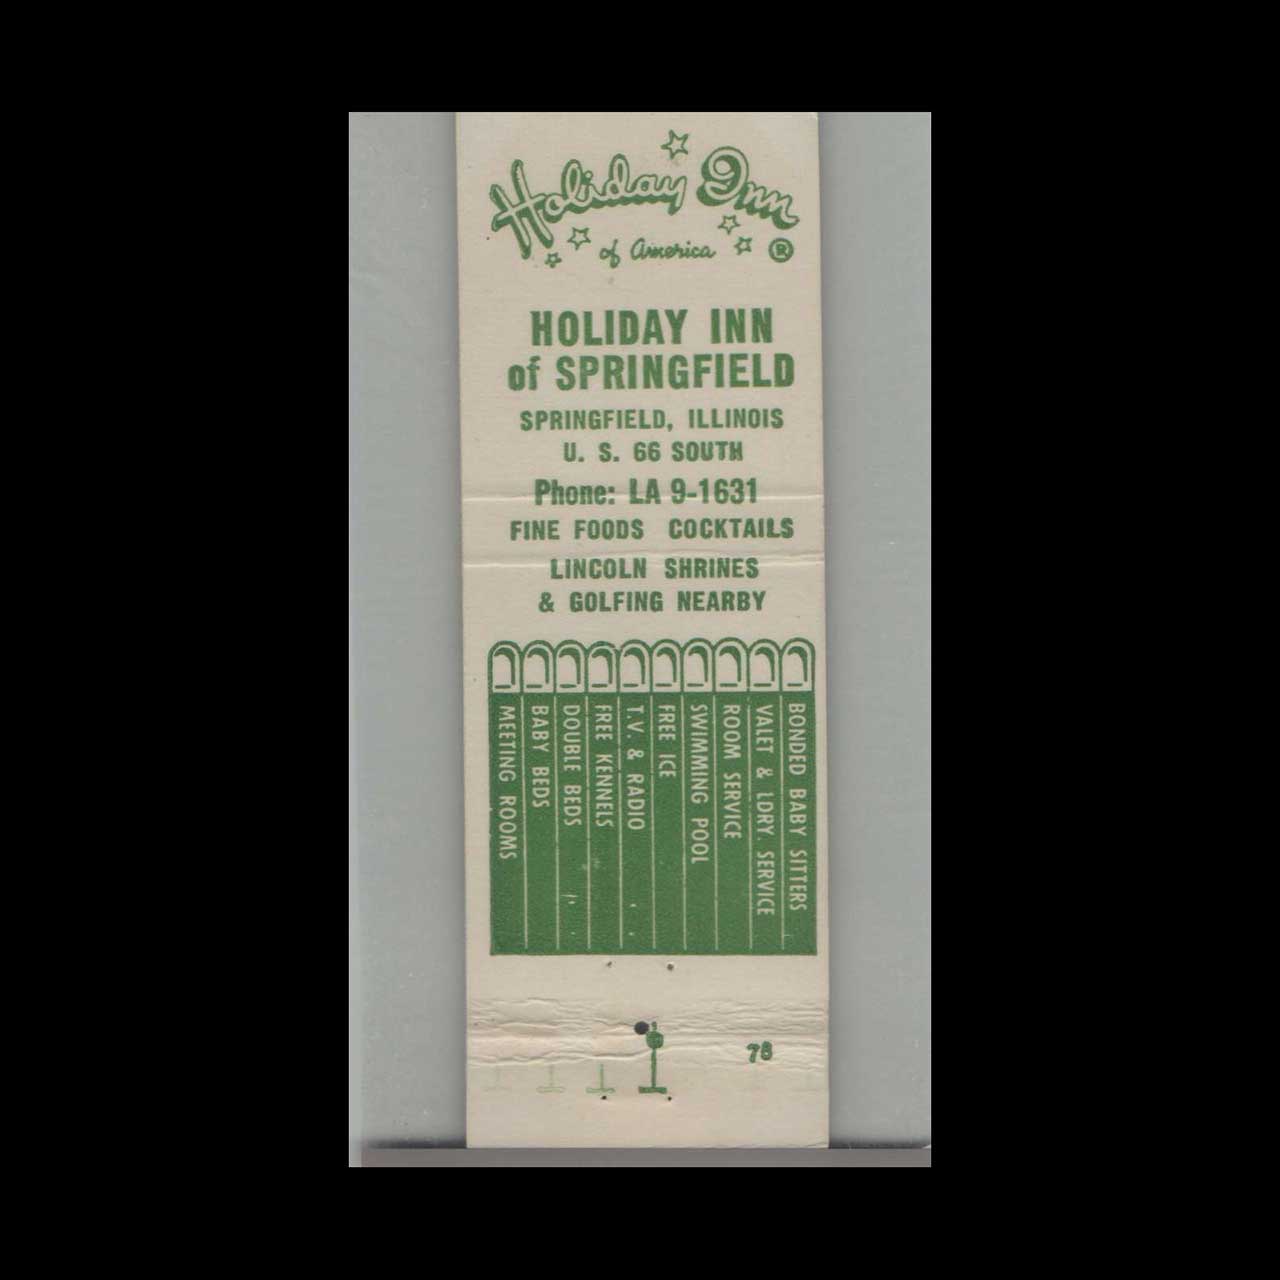 Holiday Inn
of America ®
HOLIDAY INN
of SPRINGFIELD
SPRINGFIELD, ILLINOIS
U. S. 66 SOUTH
Phone: LA 9-1631
FINE FOODS COCKTAILS
LINCOLN SHRINES
& GOLFING NEARBY
MEETING ROOMS
BABY BEDS
DOUBLE BEDS
FREE KENNELS
T.V. & RADIO
FREE ICE
SWIMMING POOL
ROOM SERVICE
VALET & LDRY. SERVICE
BONDED BABY SITTERS